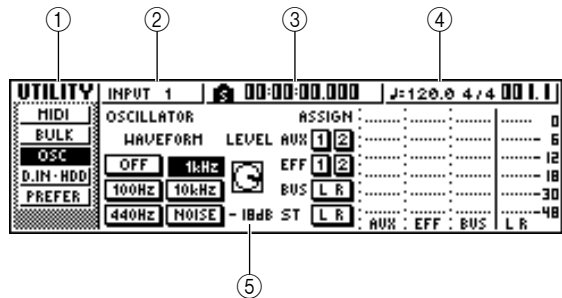 ① ② ③ ④
UTILITY INPUT 1 S 00:00:00.000 ♩=120.0 4/4 001.1
MIDI OSCILLATOR ASSIGN 0
BULK WAVEFORM LEVEL AUX 1 2 6
OSC OFF 1kHz EFF 1 2 12
D.IN·HDD 100Hz 10kHz BUS L R 18
PREFER 30
440Hz NOISE -18dB ST L R 48
AUX EFF BUS L R
⑤